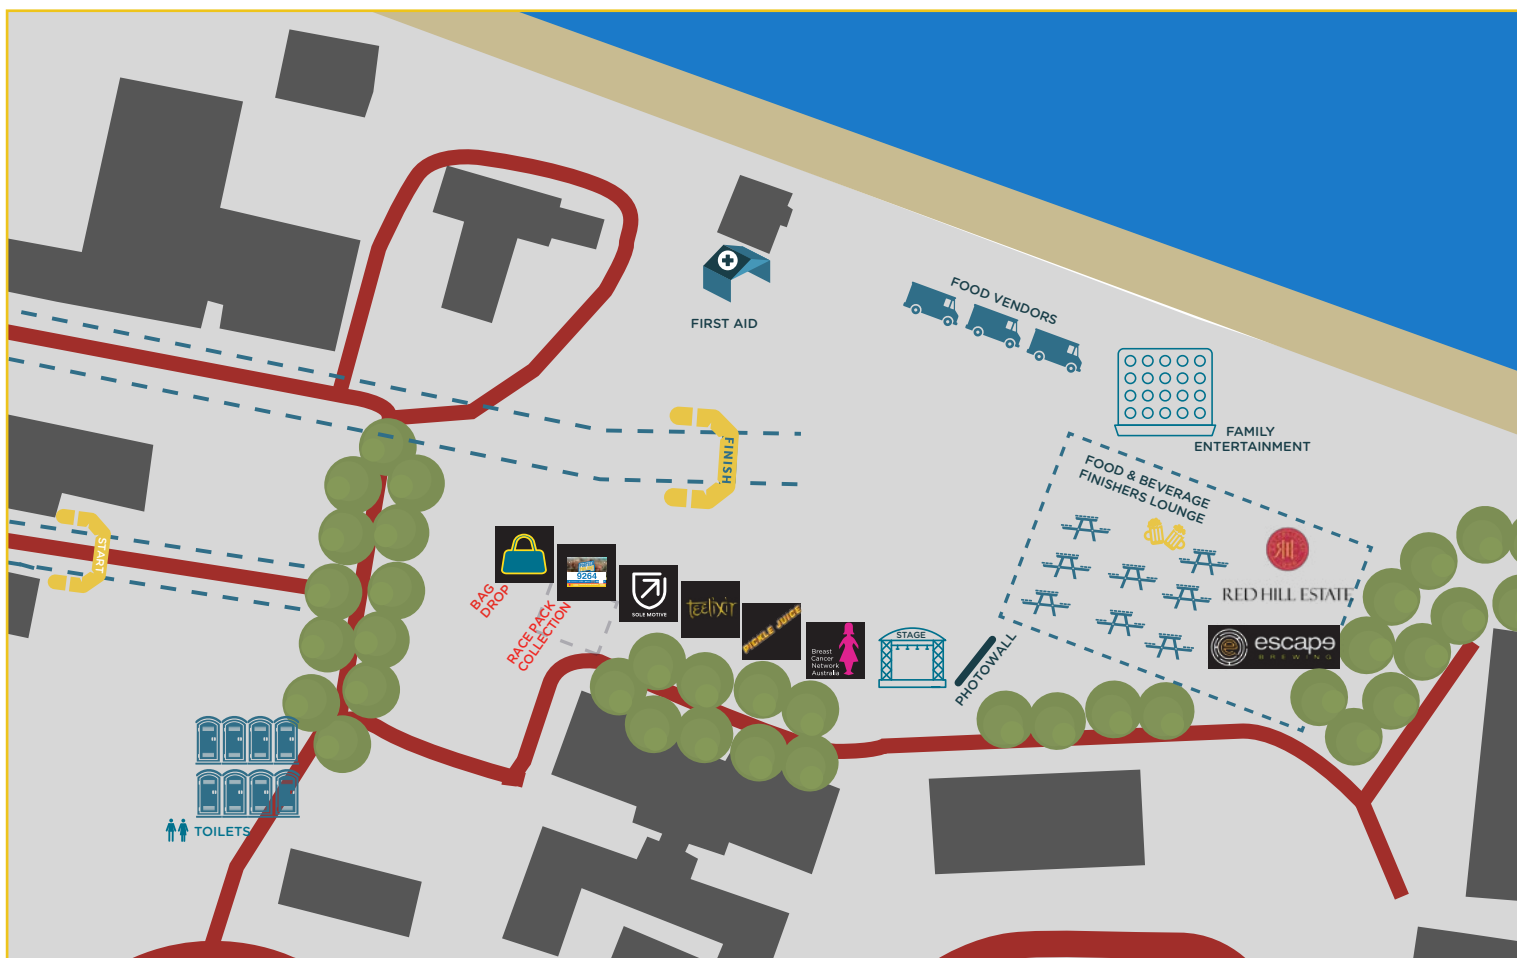 FIRST AID
FOOD VENDORS
FAMILY
ENTERTAINMENT
FINISH
FOOD & BEVERAGE
FINISHERS LOUNGE
START
BAG
DROP
9264
RACE PACK
COLLECTION
SOLE MOTIVE
teelixir
PICKLE JUICE
Breast
Cancer
Network
Australia
STAGE
PHOTOWALL
RED HILL ESTATE
e
escape
BREWING
TOILETS